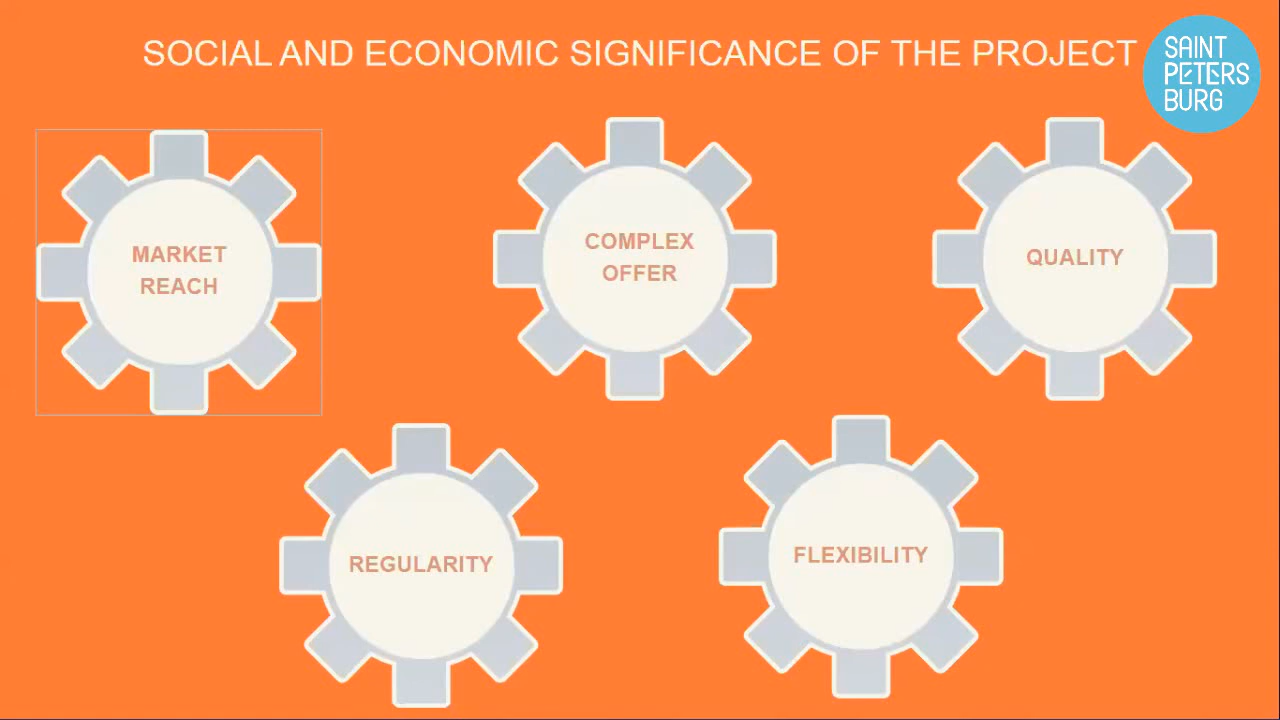 SOCIAL AND ECONOMIC SIGNIFICANCE OF THE PROJECT
SAINT
PETERS
BURG
MARKET
REACH
COMPLEX
OFFER
QUALITY
REGULARITY
FLEXIBILITY